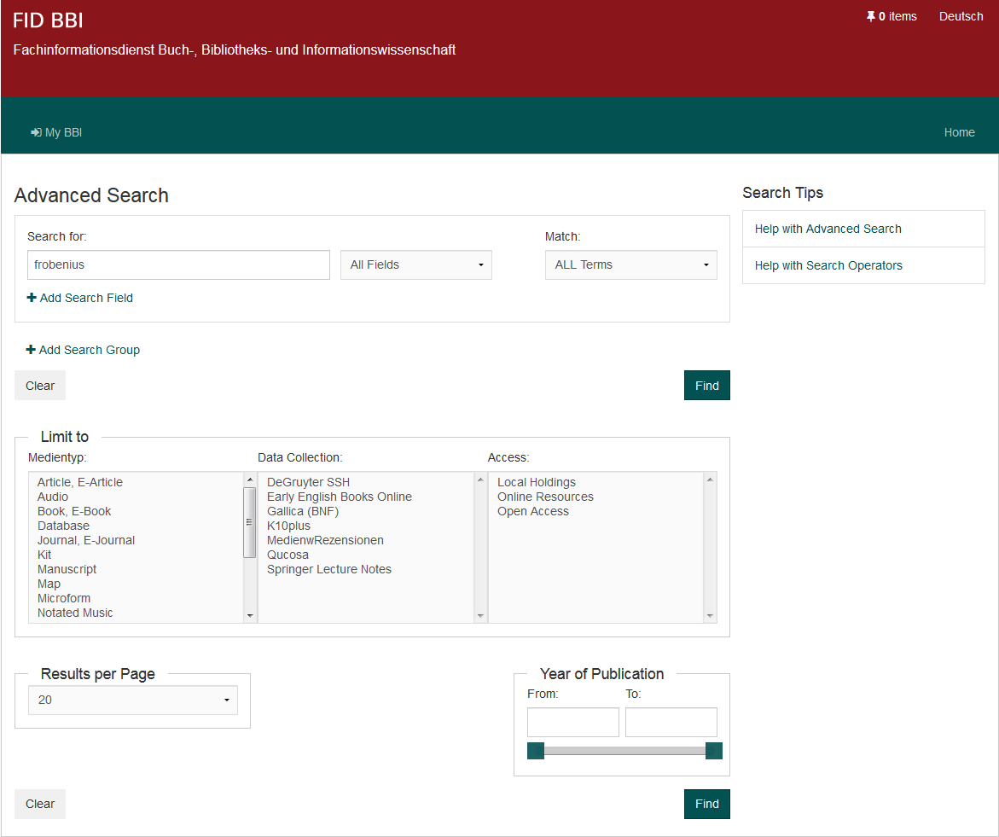 FID BBI
0 items
Deutsch
Fachinformationsdienst Buch-, Bibliotheks- und Informationswissenschaft
My BBI
Home
Advanced Search
Search for:
Match:
frobenius
All Fields
ALL Terms
Add Search Field
Add Search Group
Clear
Find
Search Tips
Help with Advanced Search
Help with Search Operators
Limit to
Medientyp:
Article, E-Article
Audio
Book, E-Book
Database
Journal, E-Journal
Kit
Manuscript
Map
Microform
Notated Music
Data Collection:
DeGruyter SSH
Early English Books Online
Gallica (BNF)
K10plus
MedienwRezensionen
Qucosa
Springer Lecture Notes
Access:
Local Holdings
Online Resources
Open Access
Results per Page
20
Year of Publication
From:
To:
Clear
Find